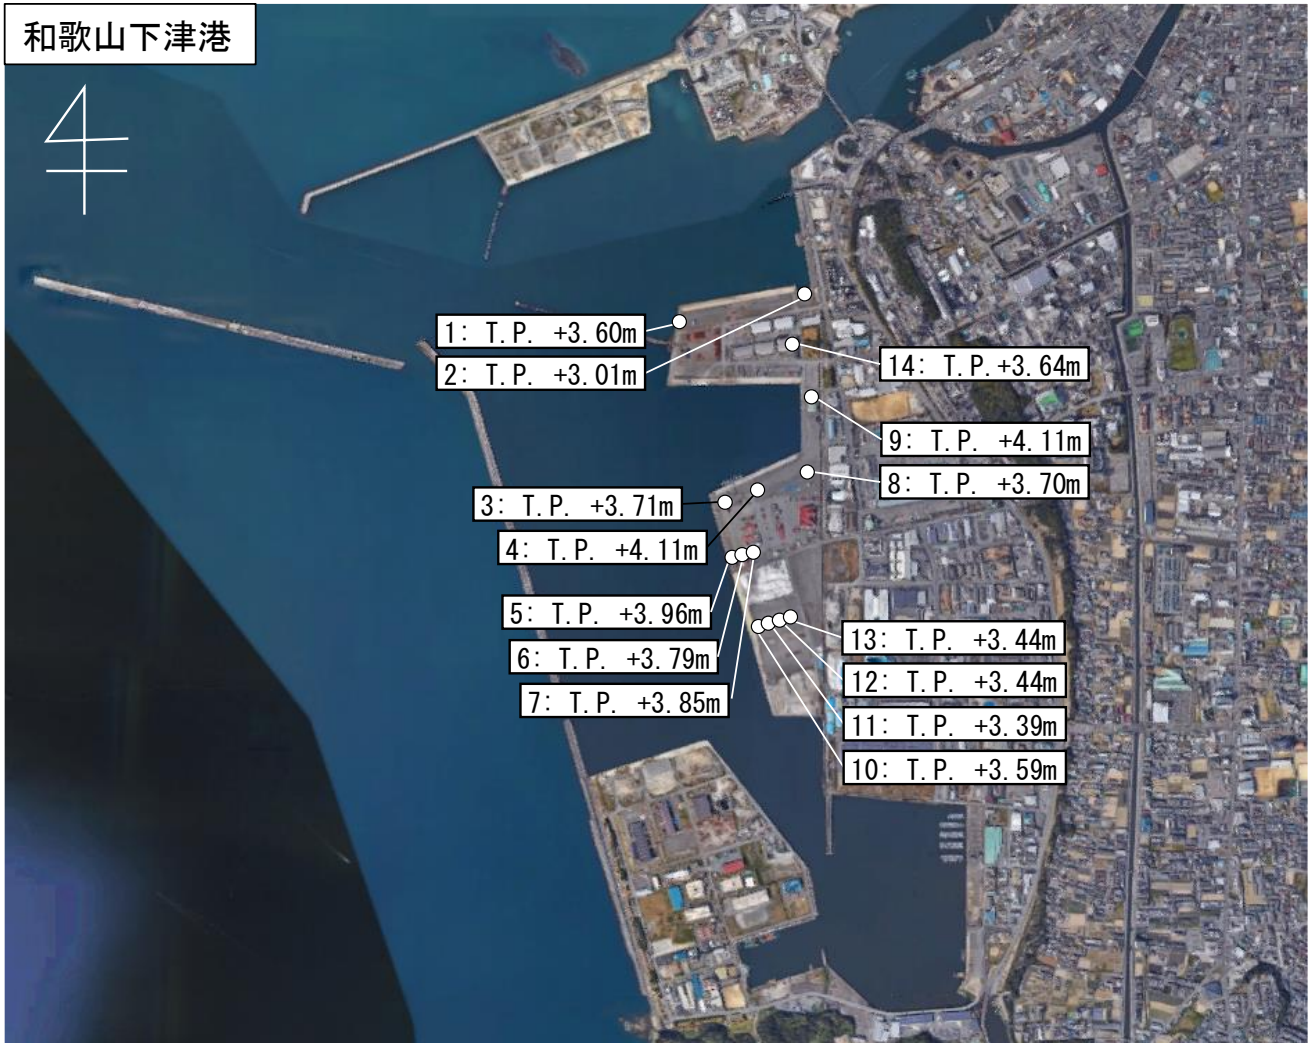 和歌山下津港
1: T.P. +3.60m
2: T.P. +3.01m
14: T.P.+3.64m
9: T.P. +4.11m
8: T.P. +3.70m
3: T.P. +3.71m
4: T.P. +4.11m
5: T.P. +3.96m
6: T.P. +3.79m
7: T.P. +3.85m
13: T.P. +3.44m
12: T.P. +3.44m
11: T.P. +3.39m
10: T.P. +3.59m